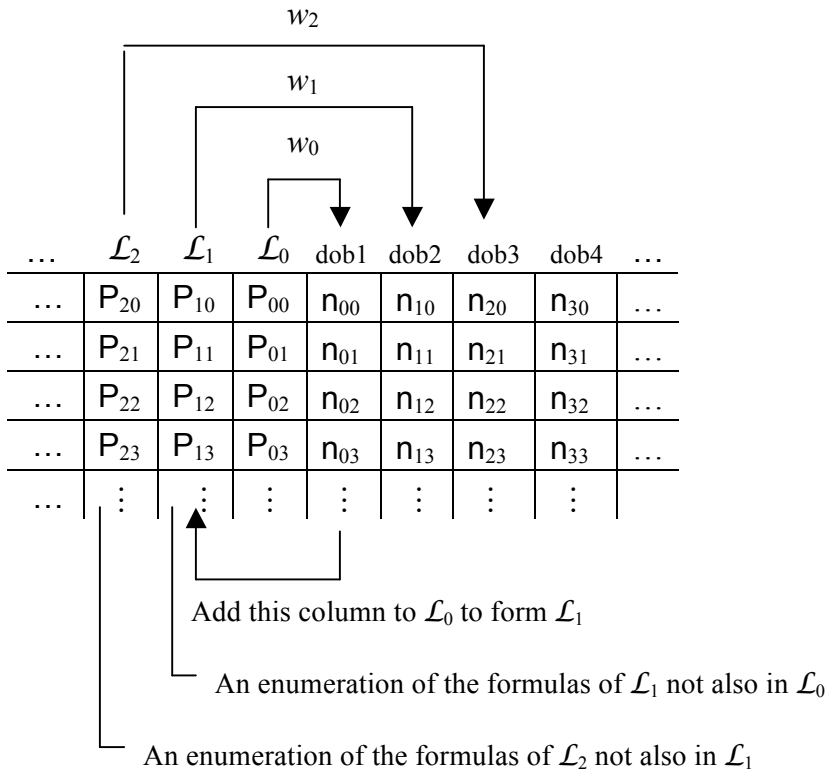 w₂
w₁
w₀
… ℒ₂ ℒ₁ ℒ₀ dob1 dob2 dob3 dob4 …
… P₂₀ P₁₀ P₀₀ n₀₀ n₁₀ n₂₀ n₃₀ …
… P₂₁ P₁₁ P₀₁ n₀₁ n₁₁ n₂₁ n₃₁ …
… P₂₂ P₁₂ P₀₂ n₀₂ n₁₂ n₂₂ n₃₂ …
… P₂₃ P₁₃ P₀₃ n₀₃ n₁₃ n₂₃ n₃₃ …
… ⋮ ⋮ ⋮ ⋮ ⋮ ⋮ ⋮
Add this column to ℒ₀ to form ℒ₁
An enumeration of the formulas of ℒ₁ not also in ℒ₀
An enumeration of the formulas of ℒ₂ not also in ℒ₁